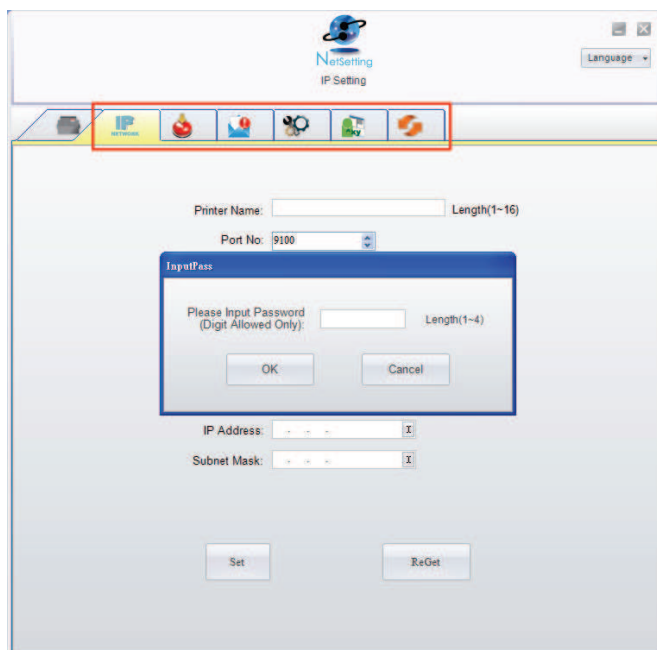 NetSetting
IP Setting
Language
IP
NETWORK
Printer Name:
Length(1~16)
Port No:
9100
InputPass
Please Input Password
(Digit Allowed Only):
Length(1~4)
OK
Cancel
IP Address:
Subnet Mask:
Set
ReGet